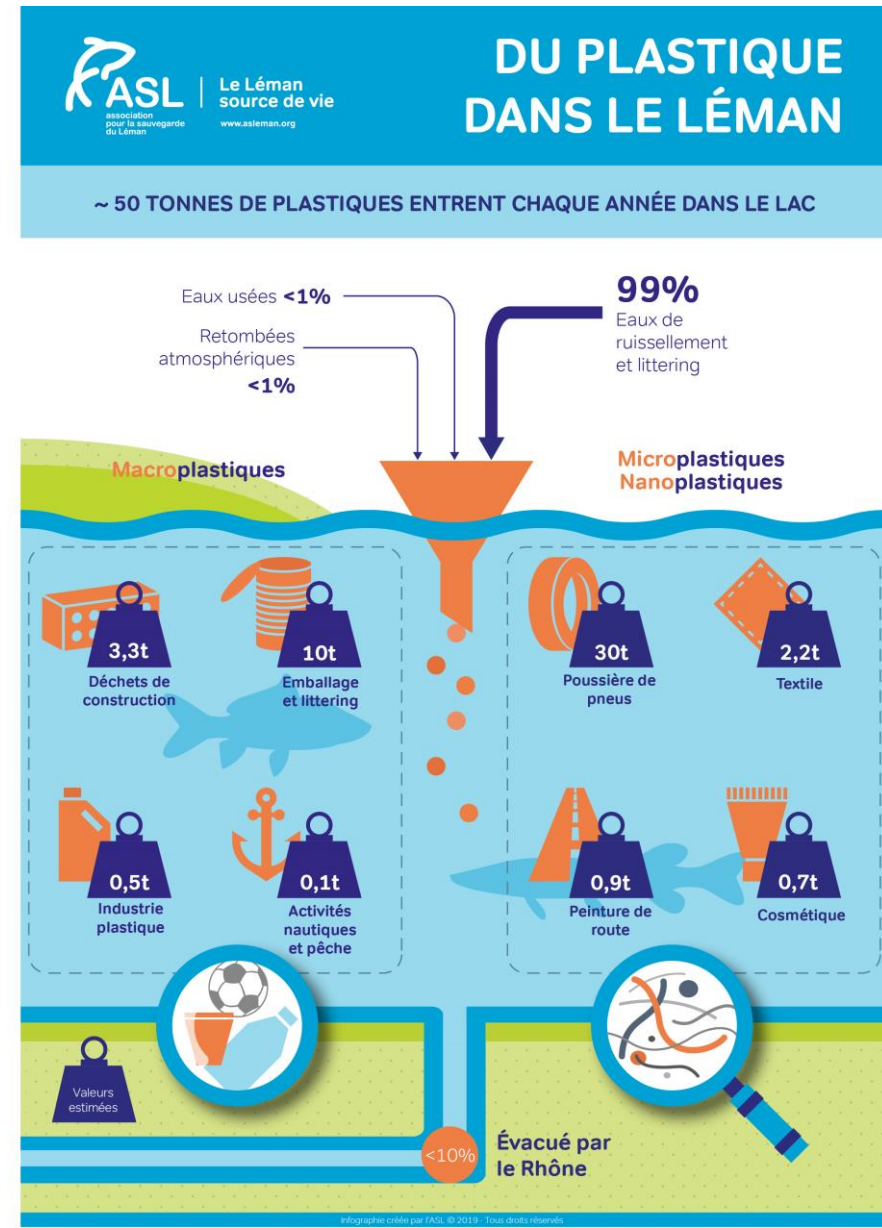 ASL
association
pour la sauvegarde
du Léman
Le Léman
source de vie
www.asleman.org
DU PLASTIQUE
DANS LE LÉMAN
~ 50 TONNES DE PLASTIQUES ENTRENT CHAQUE ANNÉE DANS LE LAC
Eaux usées <1%
Retombées
atmosphériques
<1%
99%
Eaux de
ruissellement
et littering
Macroplastiques
Microplastiques
Nanoplastiques
3,3t
Déchets de
construction
10t
Emballage
et littering
30t
Poussière de
pneus
2,2t
Textile
0,5t
Industrie
plastique
0,1t
Activités
nautiques
et pêche
0,9t
Peinture de
route
0,7t
Cosmétique
Valeurs
estimées
<10%
Évacué par
le Rhône
Infographie créée par l'ASL © 2019 - Tous droits réservés